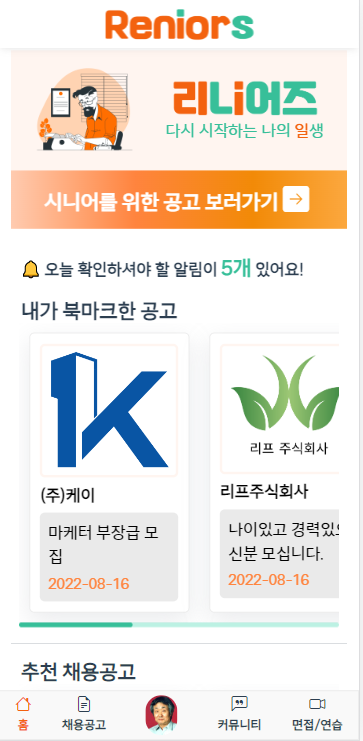 Reniors
리니어즈
다시 시작하는 나의 일생
시니어를 위한 공고 보러가기
오늘 확인하셔야 할 알림이 5개 있어요!
내가 북마크한 공고
(주)케이
마케터 부장급 모
집
2022-08-16
리프 주식회사
리프주식회사
나이있고 경력있으
신분 모십니다.
2022-08-16
추천 채용공고
홈
채용공고
커뮤니티
면접/연습